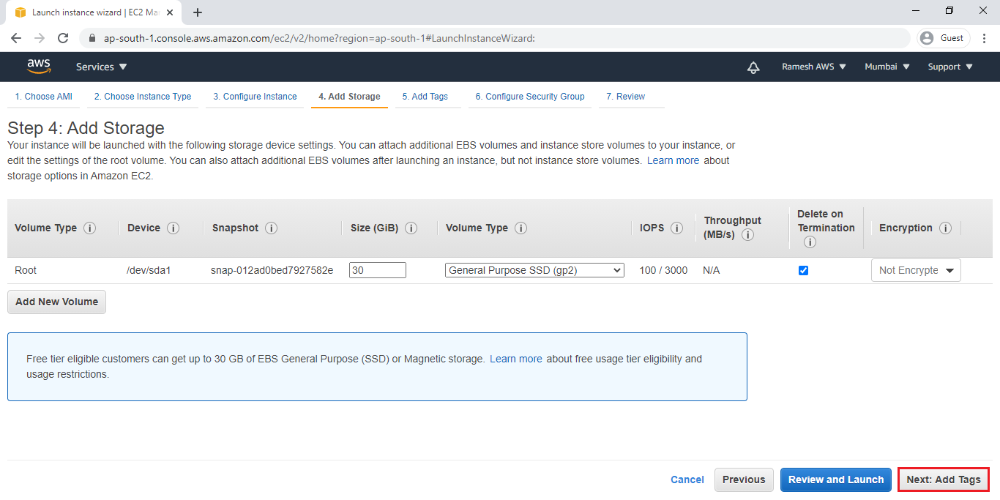 Launch instance wizard | EC2 Mar
ap-south-1.console.aws.amazon.com/ec2/v2/home?region=ap-south-1#LaunchInstanceWizard:
Guest
aws
Services
Ramesh AWS
Mumbai
Support
1. Choose AMI
2. Choose Instance Type
3. Configure Instance
4. Add Storage
5. Add Tags
6. Configure Security Group
7. Review
Step 4: Add Storage
Your instance will be launched with the following storage device settings. You can attach additional EBS volumes and instance store volumes to your instance, or
edit the settings of the root volume. You can also attach additional EBS volumes after launching an instance, but not instance store volumes. Learn more about
storage options in Amazon EC2.
Volume Type i
Device i
Snapshot i
Size (GiB) i
Volume Type i
IOPS i
Throughput
(MB/s) i
Delete on
Termination
i
Encryption i
Root
/dev/sda1
snap-012ad0bed7927582e
30
General Purpose SSD (gp2)
100 / 3000
N/A
Not Encrypte
Add New Volume
Free tier eligible customers can get up to 30 GB of EBS General Purpose (SSD) or Magnetic storage. Learn more about free usage tier eligibility and
usage restrictions.
Cancel
Previous
Review and Launch
Next: Add Tags